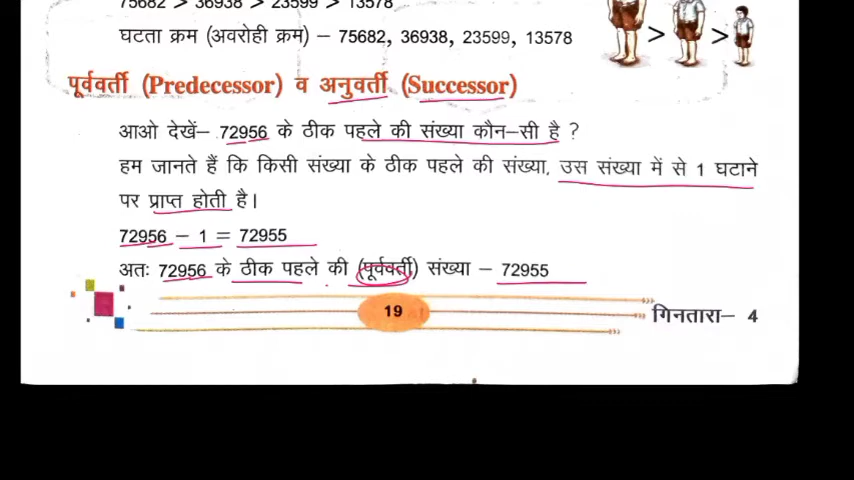 75682 > 36938 > 23599 > 13578
घटता क्रम (अवरोही क्रम) – 75682, 36938, 23599, 13578
> >
पूर्ववर्ती (Predecessor) व अनुवर्ती (Successor)
आओ देखें– 72956 के ठीक पहले की संख्या कौन–सी है ?
हम जानते हैं कि किसी संख्या के ठीक पहले की संख्या, उस संख्या में से 1 घटाने
पर प्राप्त होती है।
72956 – 1 = 72955
अतः 72956 के ठीक पहले की (पूर्ववर्ती) संख्या – 72955
19
गिनतारा– 4